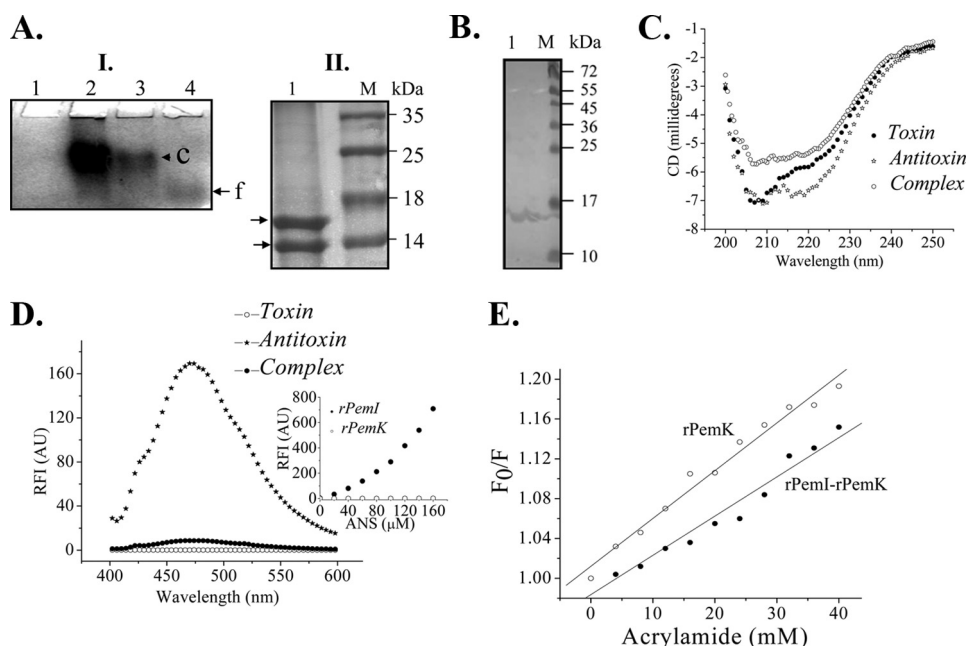 A.
I.
1 2 3 4
c
f
II.
1 M kDa
35
25
18
14
B.
1 M kDa
72
55
45
36
25
17
10
C.
-1
-2
-3
-4
-5
-6
-7
-8
CD (millidegrees)
Toxin
Antitoxin
Complex
200 210 220 230 240 250
Wavelength (nm)
D.
Toxin
Antitoxin
Complex
160
120
80
40
0
RFI (AU)
400 450 500 550 600
Wavelength (nm)
800
600
400
200
0
RFI (AU)
rPemI
rPemK
0 40 80 120 160
ANS (μM)
E.
1.20
1.16
1.12
1.08
1.04
1.00
F0/F
rPemK
rPemI-rPemK
0 10 20 30 40
Acrylamide (mM)